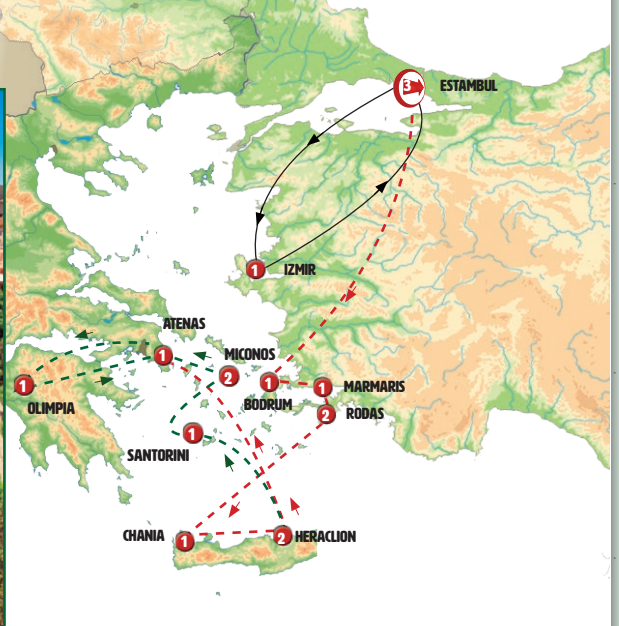 3
ESTAMBUL
1
IZMIR
ATENAS
1
MICONOS
2
1
BODRUM
1
MARMARIS
2
RODAS
1
OLIMPIA
1
SANTORINI
CHANIA
1
2
HERACLION